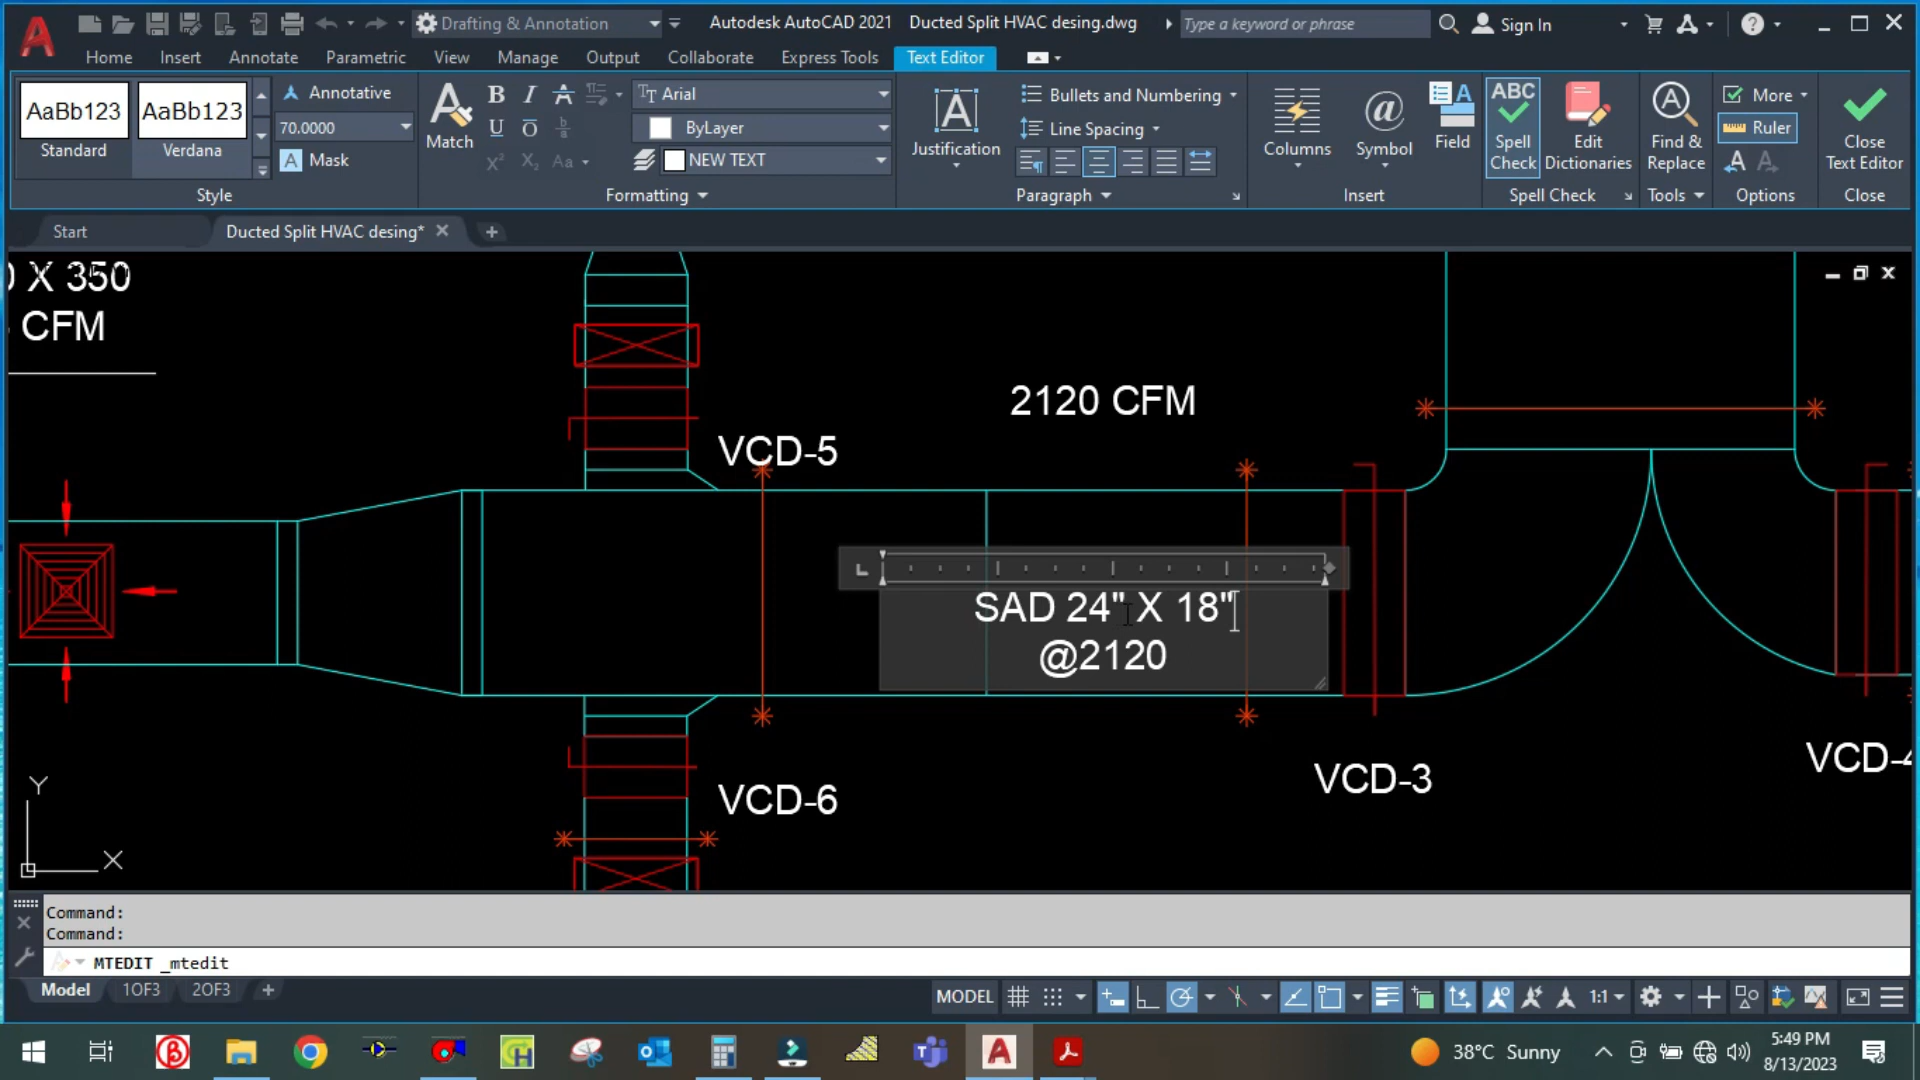 Drafting & Annotation
Autodesk AutoCAD 2021
Ducted Split HVAC desing.dwg
Type a keyword or phrase
Sign In
Home
Insert
Annotate
Parametric
View
Manage
Output
Collaborate
Express Tools
Text Editor
AaBb123
AaBb123
Standard
Verdana
Annotative
70.0000
Mask
Style
Match
B
I
U
Arial
ByLayer
NEW TEXT
Formatting
Justification
Bullets and Numbering
Line Spacing
Paragraph
Columns
Symbol
Field
Insert
ABC
Spell
Check
Edit
Dictionaries
Spell Check
Find &
Replace
Tools
More
Ruler
Options
Close
Text Editor
Close
Start
Ducted Split HVAC desing*
X 350
CFM
2120 CFM
VCD-5
SAD 24" X 18"
@2120
VCD-3
VCD-4
VCD-6
Y
X
Command:
Command:
MTEDIT _mtedit
Model
1OF3
2OF3
MODEL
1:1
38°C Sunny
5:49 PM
8/13/2023